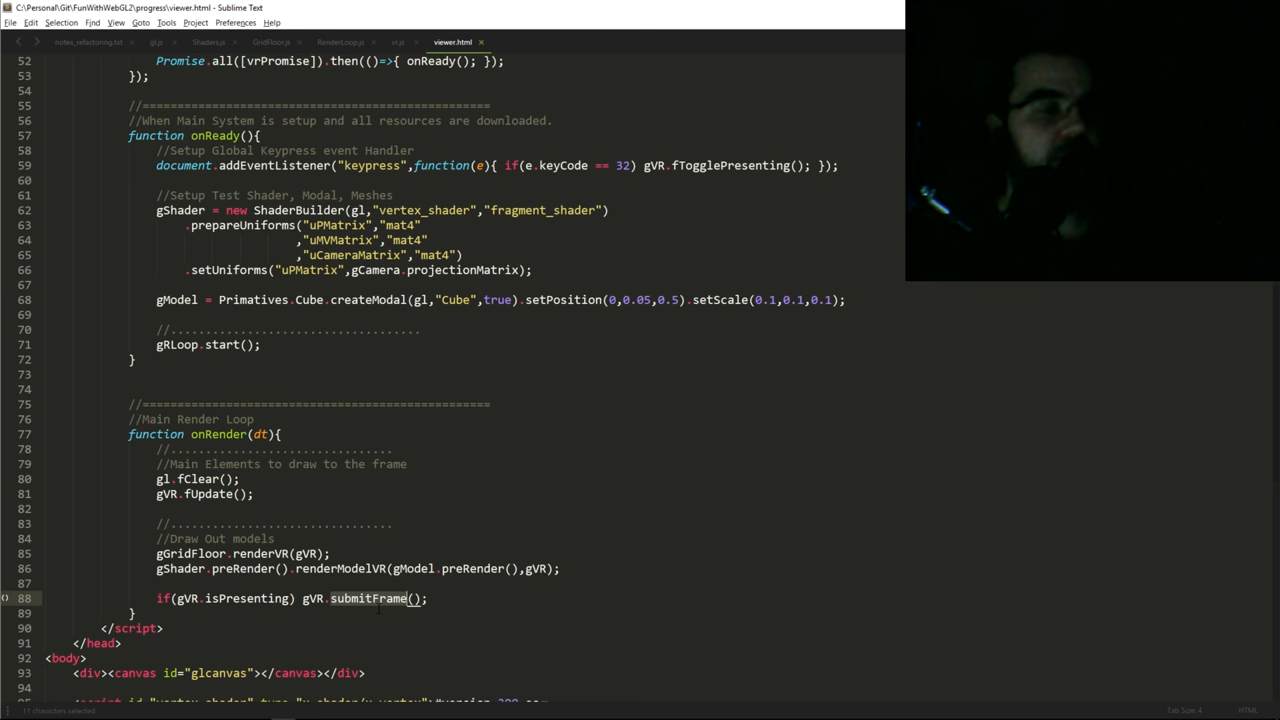 C:\Personal\Git\FunWithWebGL2\progress\viewer.html - Sublime Text
File Edit Selection Find View Goto Tools Project Preferences Help
notes_refactoring.txt × gl.js × Shaders.js × GridFloor.js × RenderLoop.js × vr.js × viewer.html ×
52 Promise.all([vrPromise]).then(()=>{ onReady(); });
53 });
54
55 //==================================================
56 //When Main System is setup and all resources are downloaded.
57 function onReady(){
58 //Setup Global Keypress event Handler
59 document.addEventListener("keypress",function(e){ if(e.keyCode == 32) gVR.fTogglePresenting(); });
60
61 //Setup Test Shader, Modal, Meshes
62 gShader = new ShaderBuilder(gl,"vertex_shader","fragment_shader")
63 .prepareUniforms("uPMatrix","mat4"
64 ,"uMVMatrix","mat4"
65 ,"uCameraMatrix","mat4")
66 .setUniforms("uPMatrix",gCamera.projectionMatrix);
67
68 gModel = Primatives.Cube.createModal(gl,"Cube",true).setPosition(0,0.05,0.5).setScale(0.1,0.1,0.1);
69
70 //....................................
71 gRLoop.start();
72 }
73
74
75 //==================================================
76 //Main Render Loop
77 function onRender(dt){
78 //................................
79 //Main Elements to draw to the frame
80 gl.fClear();
81 gVR.fUpdate();
82
83 //................................
84 //Draw Out models
85 gGridFloor.renderVR(gVR);
86 gShader.preRender().renderModelVR(gModel.preRender(),gVR);
87
88 if(gVR.isPresenting) gVR.submitFrame();
89 }
90 </script>
91 </head>
92 <body>
93 <div><canvas id="glcanvas"></canvas></div>
94
11 characters selected Tab Size: 4 HTML